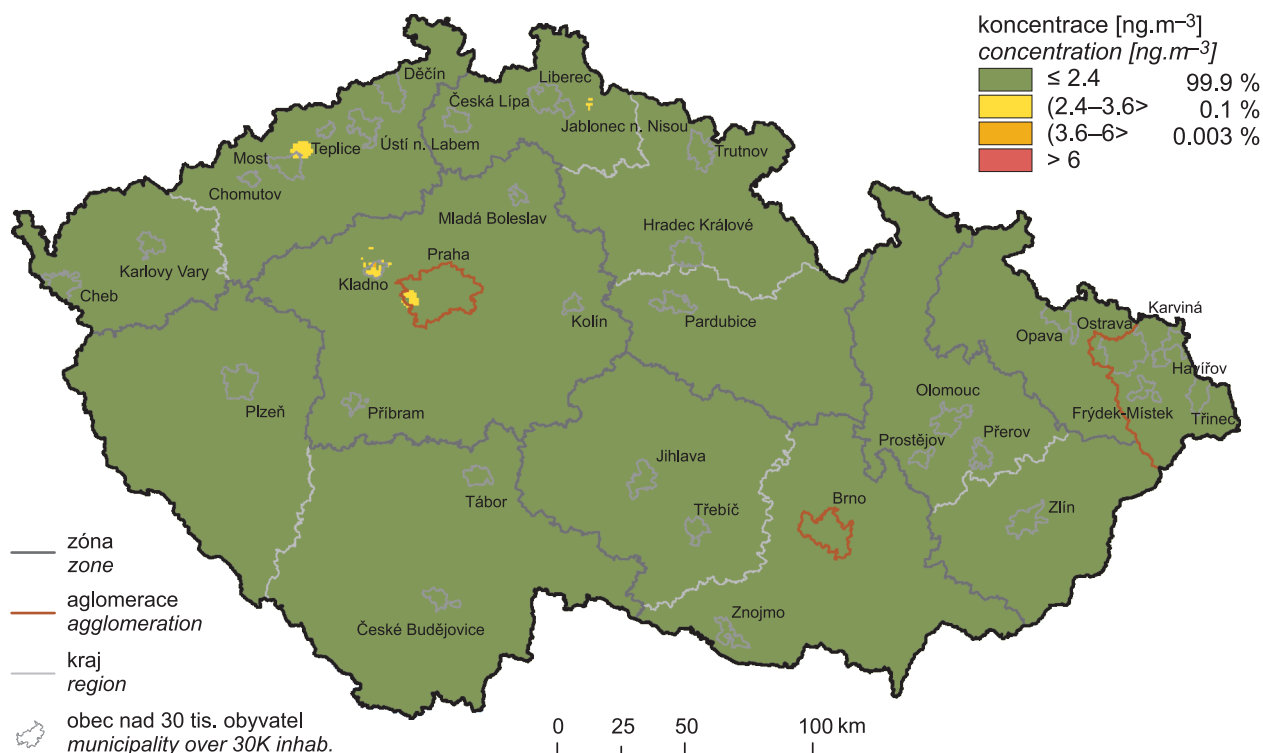 koncentrace [ng.m–3]
concentration [ng.m–3]
≤ 2.4 99.9 %
(2.4–3.6> 0.1 %
(3.6–6> 0.003 %
> 6
Děčín
Liberec
Česká Lípa
Jablonec n. Nisou
Ústí n. Labem
Teplice
Most
Trutnov
Chomutov
Mladá Boleslav
Hradec Králové
Karlovy Vary
Praha
Kladno
Cheb
Kolín
Pardubice
Karviná
Opava
Ostrava
Havířov
Olomouc
Frýdek-Místek
Třinec
Plzeň
Příbram
Prostějov
Přerov
Jihlava
Tábor
Brno
Třebíč
Zlín
Znojmo
České Budějovice
zóna
zone
aglomerace
agglomeration
kraj
region
obec nad 30 tis. obyvatel
municipality over 30K inhab.
0 25 50 100 km